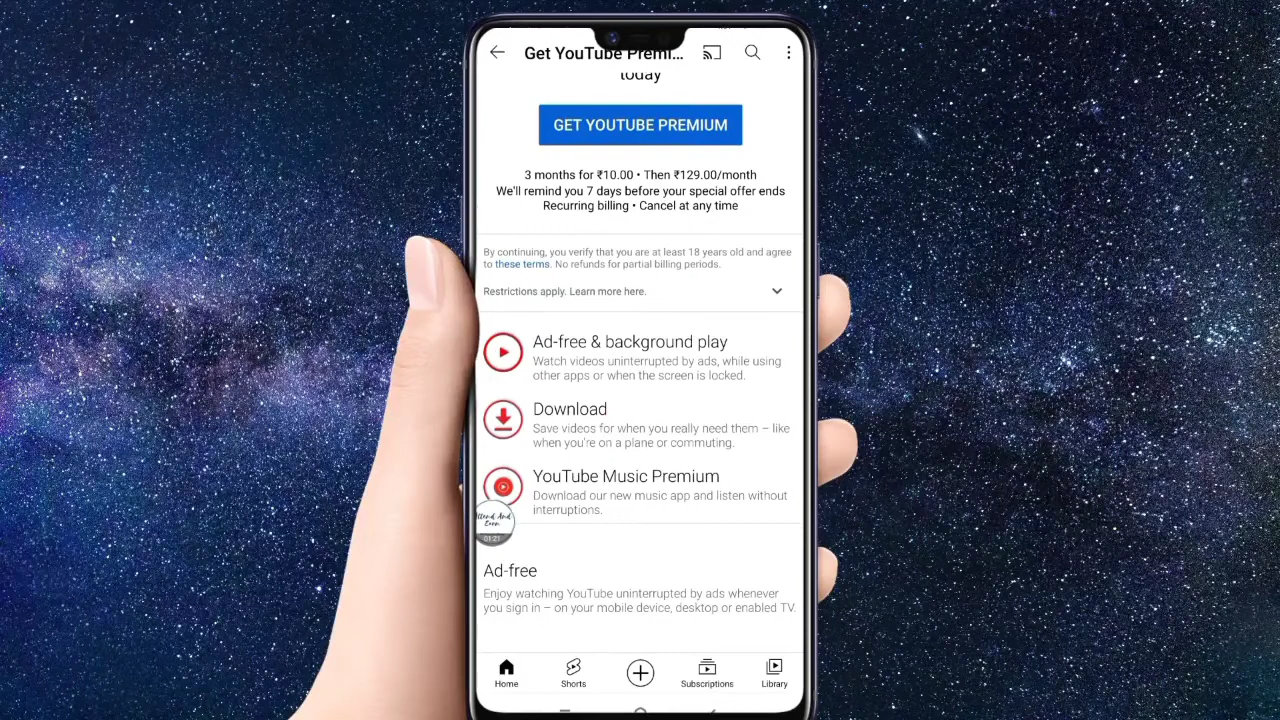 Get YouTube Premi...
today
GET YOUTUBE PREMIUM
3 months for ₹10.00 • Then ₹129.00/month
We'll remind you 7 days before your special offer ends
Recurring billing • Cancel at any time
By continuing, you verify that you are at least 18 years old and agree
to these terms. No refunds for partial billing periods.
Restrictions apply. Learn more here.
Ad-free & background play
Watch videos uninterrupted by ads, while using
other apps or when the screen is locked.
Download
Save videos for when you really need them – like
when you're on a plane or commuting.
YouTube Music Premium
Download our new music app and listen without
interruptions.
And
Earn
01:21
Ad-free
Enjoy watching YouTube uninterrupted by ads whenever
you sign in – on your mobile device, desktop or enabled TV.
Home
Shorts
Subscriptions
Library